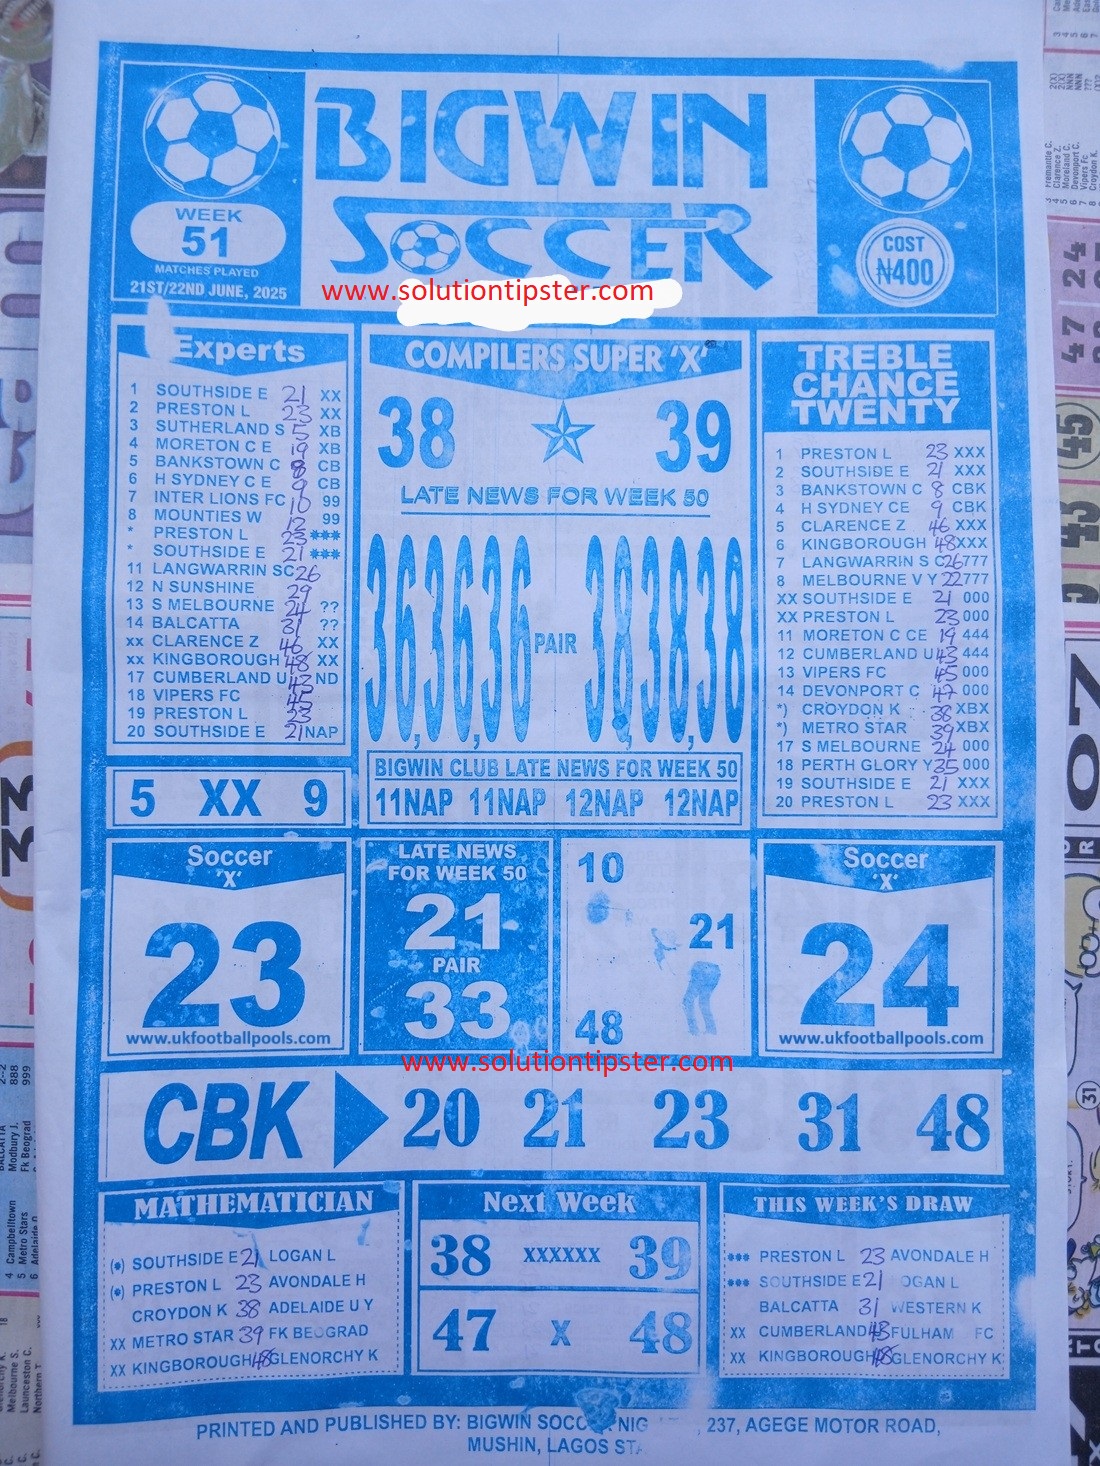 BIGWIN
SOCCER
WEEK
51
MATCHES PLAYED
21ST/22ND JUNE, 2025
COST
₦400
www.solutiontipster.com
Experts
1 SOUTHSIDE E 21 XX
2 PRESTON L 23 XX
3 SUTHERLAND S 5 XB
4 MORETON C E 19 XB
5 BANKSTOWN C 8 CB
6 H SYDNEY C E 9 CB
7 INTER LIONS FC 10 99
8 MOUNTIES W 12 99
* PRESTON L 23 ***
* SOUTHSIDE E 21 ***
11 LANGWARRIN SC 26
12 N SUNSHINE 29
13 S MELBOURNE 24 ??
14 BALCATTA 31 ??
xx CLARENCE Z 46 XX
xx KINGBOROUGH 48 XX
17 CUMBERLAND U 43 ND
18 VIPERS FC 45
19 PRESTON L 23
20 SOUTHSIDE E 21 NAP
5 XX 9
COMPILERS SUPER 'X'
38 39
LATE NEWS FOR WEEK 50
36,36,36 PAIR 38,38,38
BIGWIN CLUB LATE NEWS FOR WEEK 50
11NAP 11NAP 12NAP 12NAP
TREBLE
CHANCE
TWENTY
1 PRESTON L 23 XXX
2 SOUTHSIDE E 21 XXX
3 BANKSTOWN C 8 CBK
4 H SYDNEY CE 9 CBK
5 CLARENCE Z 46 XXX
6 KINGBOROUGH 48 XXX
7 LANGWARRIN S C 26 777
8 MELBOURNE V Y 22 777
XX SOUTHSIDE E 21 000
XX PRESTON L 23 000
11 MORETON C CE 19 444
12 CUMBERLAND U 43 444
13 VIPERS FC 45 000
14 DEVONPORT C 47 000
*) CROYDON K 38 XBX
*) METRO STAR 39 XBX
17 S MELBOURNE 24 000
18 PERTH GLORY Y 35 000
19 SOUTHSIDE E 21 XXX
20 PRESTON L 23 XXX
Soccer
'X'
23
www.ukfootballpools.com
LATE NEWS
FOR WEEK 50
21
PAIR
33
10
21
48
Soccer
'X'
24
www.ukfootballpools.com
www.solutiontipster.com
CBK 20 21 23 31 48
MATHEMATICIAN
(*) SOUTHSIDE E 21 LOGAN L
(*) PRESTON L 23 AVONDALE H
CROYDON K 38 ADELAIDE U Y
XX METRO STAR 39 FK BEOGRAD
XX KINGBOROUGH 48 GLENORCHY K
Next Week
38 XXXXXX 39
47 X 48
THIS WEEK'S DRAW
*** PRESTON L 23 AVONDALE H
*** SOUTHSIDE E 21 OGAN L
BALCATTA 31 WESTERN K
XX CUMBERLAND 43 FULHAM FC
XX KINGBOROUGH 48 GLENORCHY K
PRINTED AND PUBLISHED BY: BIGWIN 237, AGEGE MOTOR ROAD,
MUSHIN, LAGOS